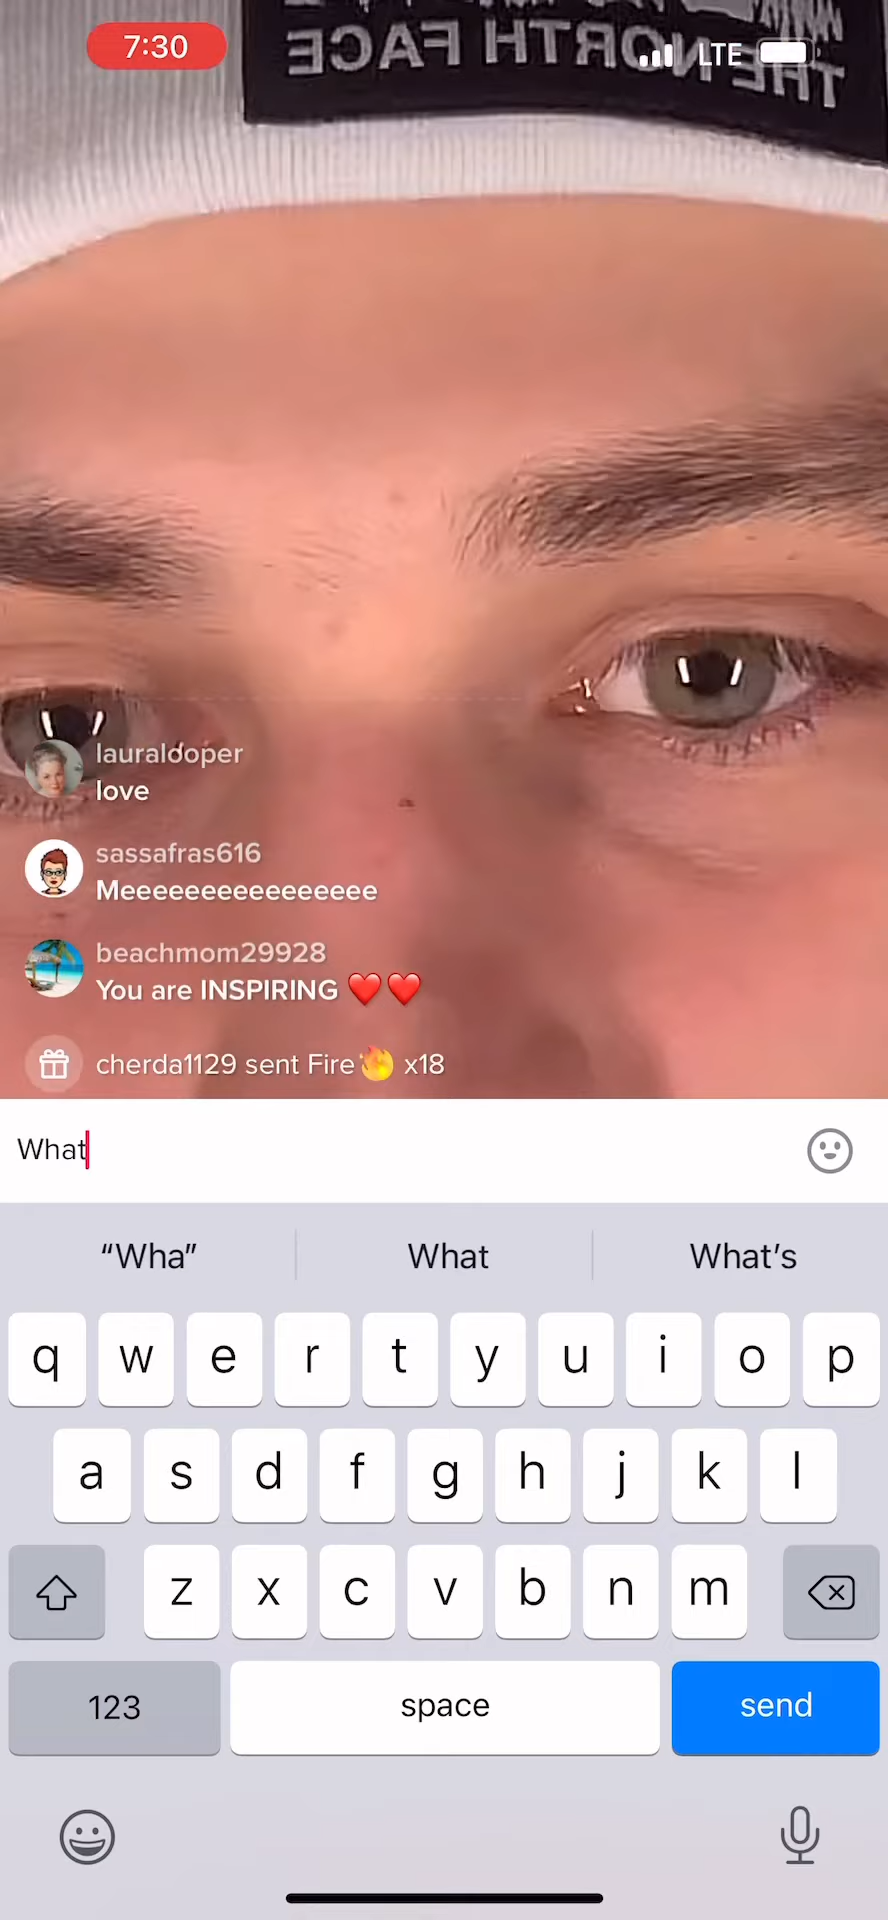 7:30
LTE
THE NORTH FACE
lauraldoper
love
sassafras616
Meeeeeeeeeeeeeeee
beachmom29928
You are INSPIRING ❤️❤️
cherda1129 sent Fire🔥 x18
What
“Wha” What What’s
q w e r t y u i o p
a s d f g h j k l
z x c v b n m
123 space send